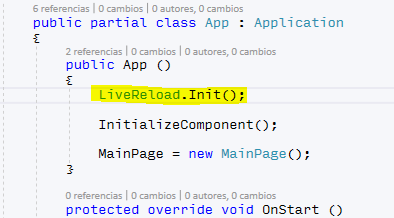 6 referencias | 0 cambios | 0 autores, 0 cambios
public partial class App : Application
{
2 referencias | 0 cambios | 0 autores, 0 cambios
public App ()
{
LiveReload.Init();
InitializeComponent();
MainPage = new MainPage();
}
0 referencias | 0 cambios | 0 autores, 0 cambios
protected override void OnStart ()